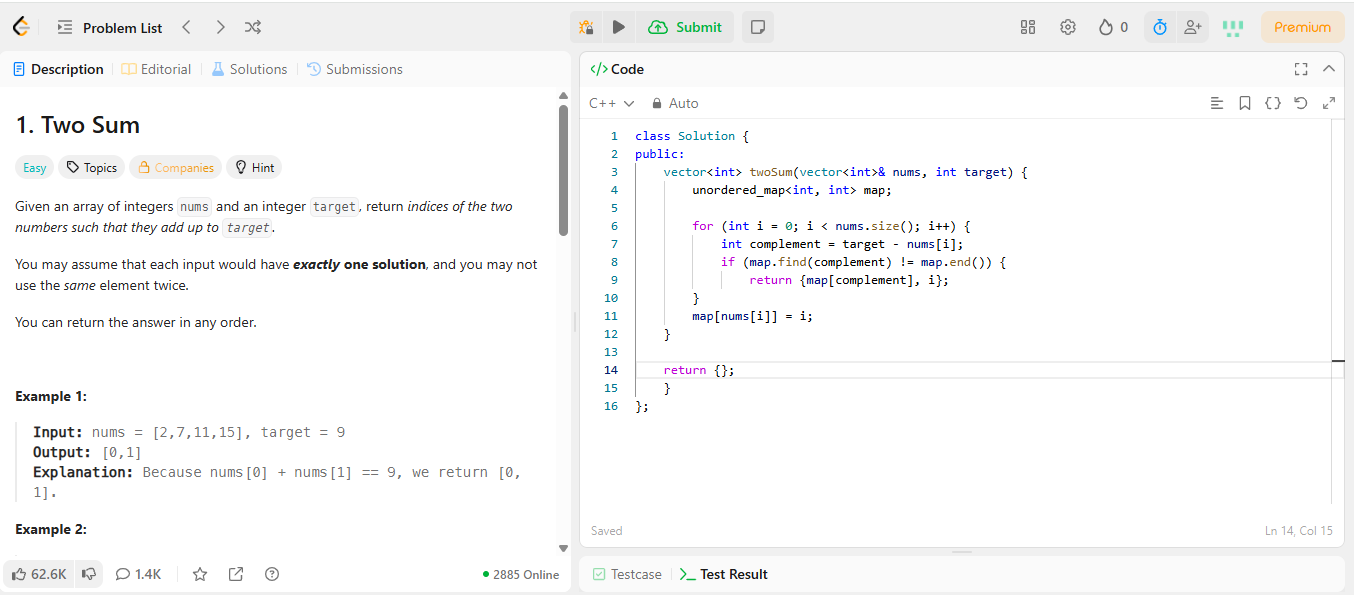 Problem List
Submit
0
Premium
Description
Editorial
Solutions
Submissions
1. Two Sum
Easy
Topics
Companies
Hint
Given an array of integers nums and an integer target, return indices of the two
numbers such that they add up to target.
You may assume that each input would have exactly one solution, and you may not
use the same element twice.
You can return the answer in any order.
Example 1:
Input: nums = [2,7,11,15], target = 9
Output: [0,1]
Explanation: Because nums[0] + nums[1] == 9, we return [0,
1].
Example 2:
62.6K
1.4K
2885 Online
</> Code
C++
Auto
1 class Solution {
2 public:
3     vector<int> twoSum(vector<int>& nums, int target) {
4         unordered_map<int, int> map;
5
6         for (int i = 0; i < nums.size(); i++) {
7             int complement = target - nums[i];
8             if (map.find(complement) != map.end()) {
9                 return {map[complement], i};
10         }
11         map[nums[i]] = i;
12     }
13
14     return {};
15     }
16 };
Saved
Ln 14, Col 15
Testcase
Test Result